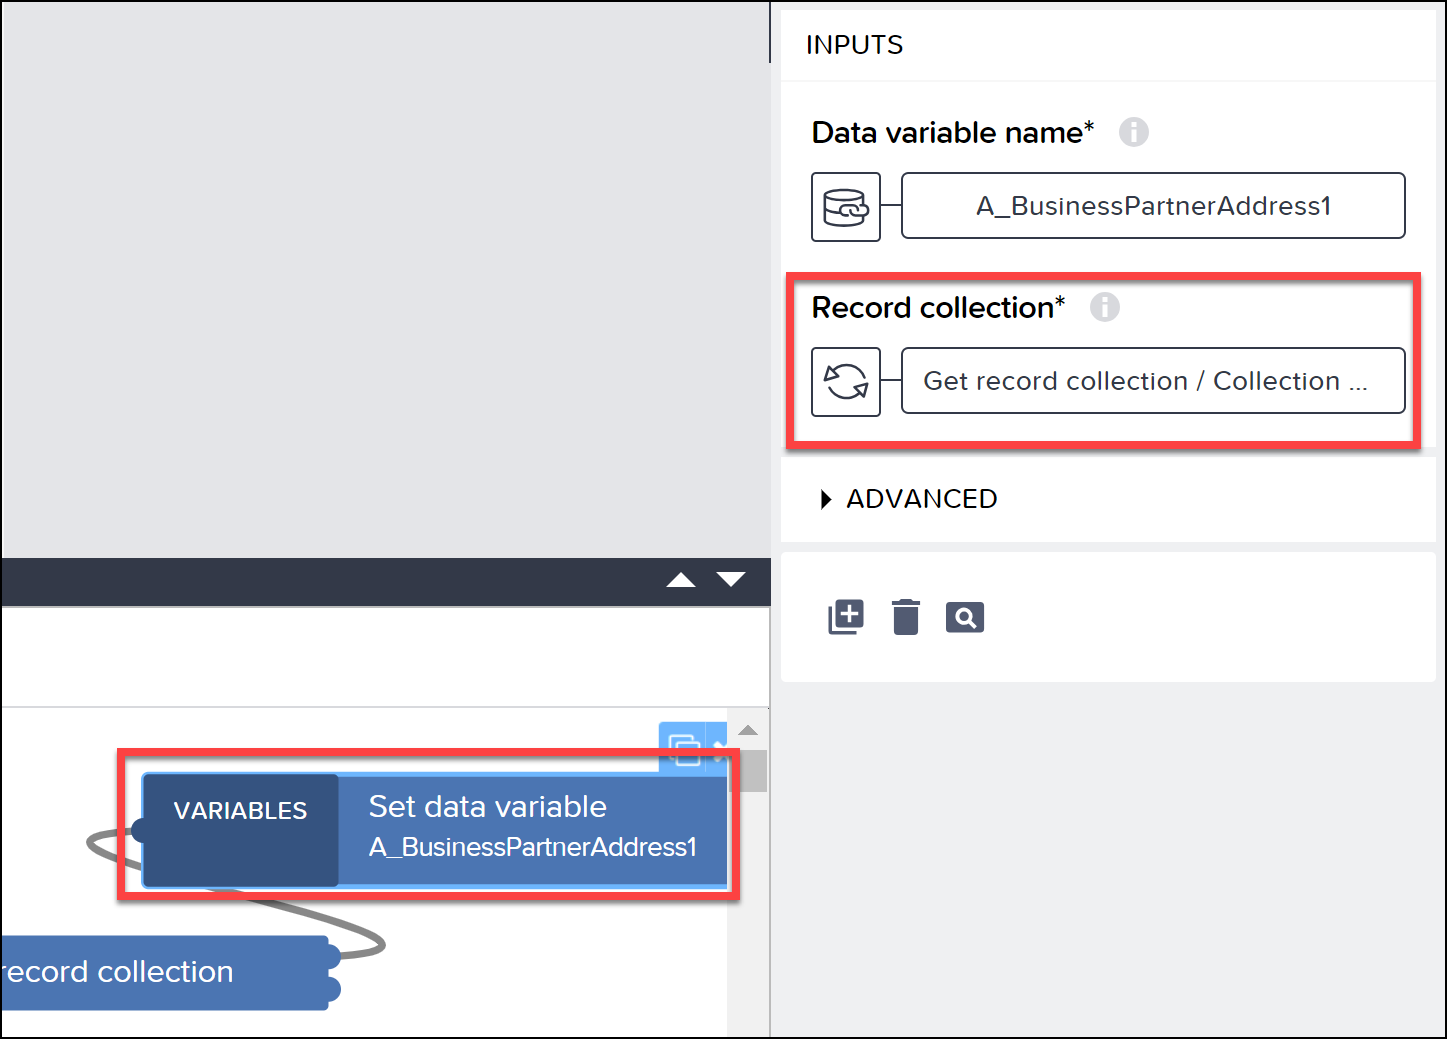 INPUTS
Data variable name*
A_BusinessPartnerAddress1
Record collection*
Get record collection / Collection ...
ADVANCED
VARIABLES
Set data variable
A_BusinessPartnerAddress1
record collection